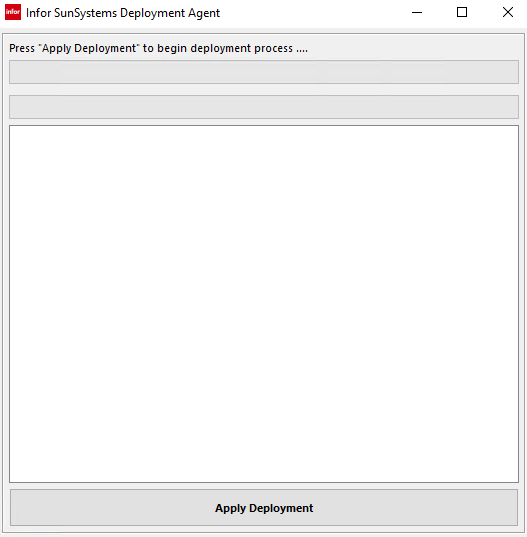 infor Infor SunSystems Deployment Agent
Press "Apply Deployment" to begin deployment process ....
Apply Deployment